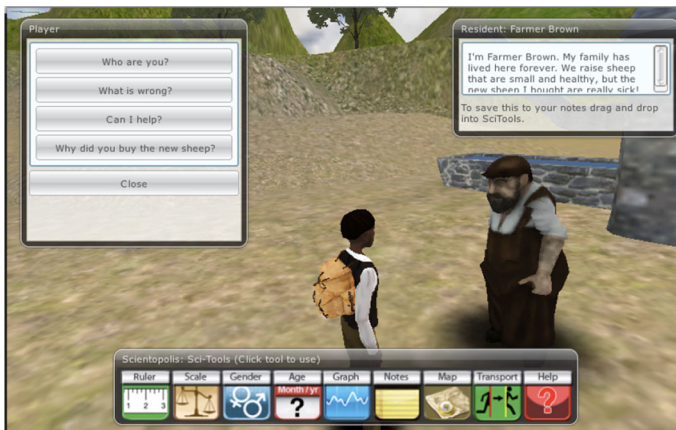 Player
Who are you?
What is wrong?
Can I help?
Why did you buy the new sheep?
Close
Resident: Farmer Brown
I'm Farmer Brown. My family has
lived here forever. We raise sheep
that are small and healthy, but the
new sheep I bought are really sick!
To save this to your notes drag and drop
into SciTools.
Scientopolis: Sci-Tools (Click tool to use)
Ruler Scale Gender Age Graph Notes Map Transport Help
Month/yr
1 2 3 ? ?